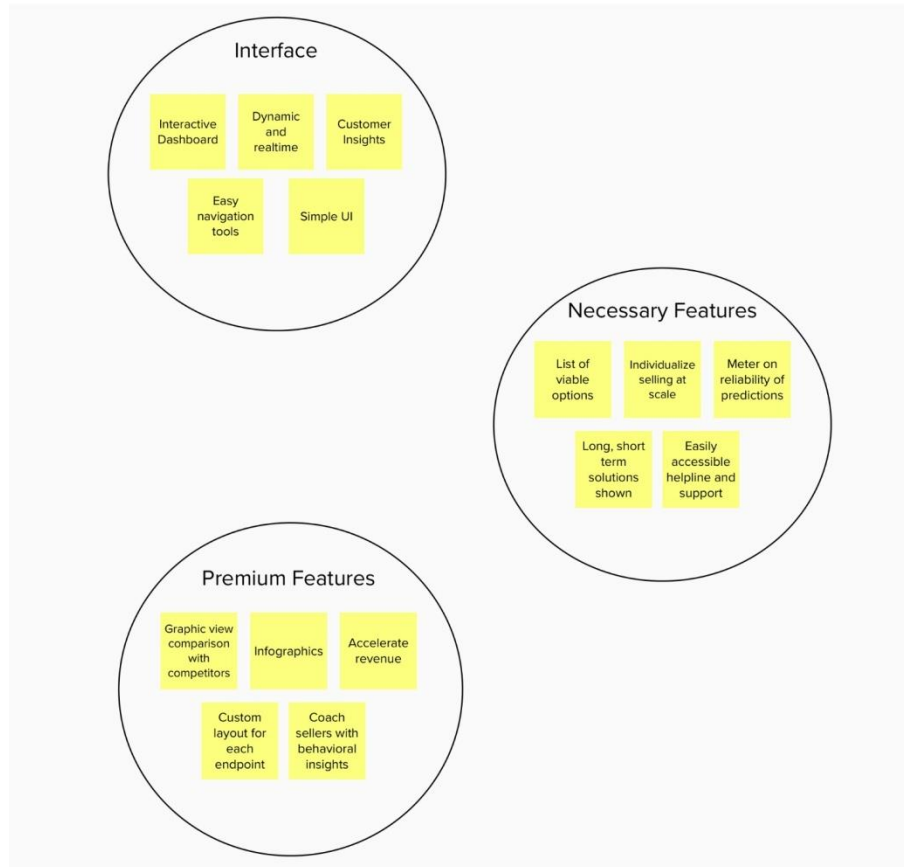 Interface
Interactive
Dashboard
Dynamic
and
realtime
Customer
Insights
Easy
navigation
tools
Simple UI
Necessary Features
List of
viable
options
Individualize
selling at
scale
Meter on
reliability of
predictions
Long, short
term
solutions
shown
Easily
accessible
helpline and
support
Premium Features
Graphic view
comparison
with
competitors
Infographics
Accelerate
revenue
Custom
layout for
each
endpoint
Coach
sellers with
behavioral
insights